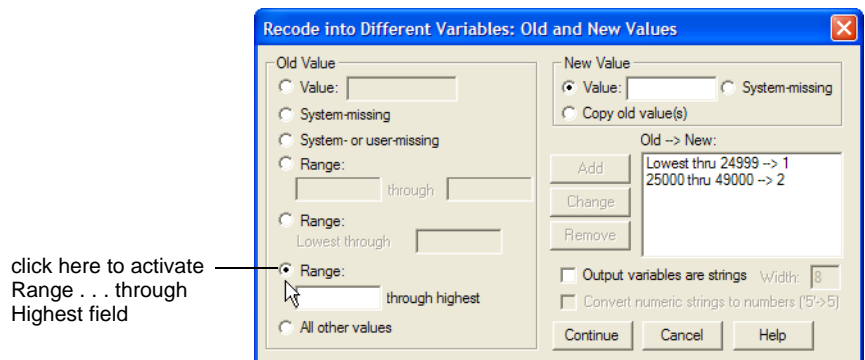 Recode into Different Variables: Old and New Values
Old Value
Value:
System-missing
System- or user-missing
Range:
through
Range:
Lowest through
Range:
through highest
All other values
New Value
Value:
System-missing
Copy old value(s)
Old --> New:
Add
Change
Remove
Lowest thru 24999 --> 1
25000 thru 49000 --> 2
Output variables are strings
Width: 8
Convert numeric strings to numbers ('5'->5)
Continue
Cancel
Help
click here to activate
Range . . . through
Highest field